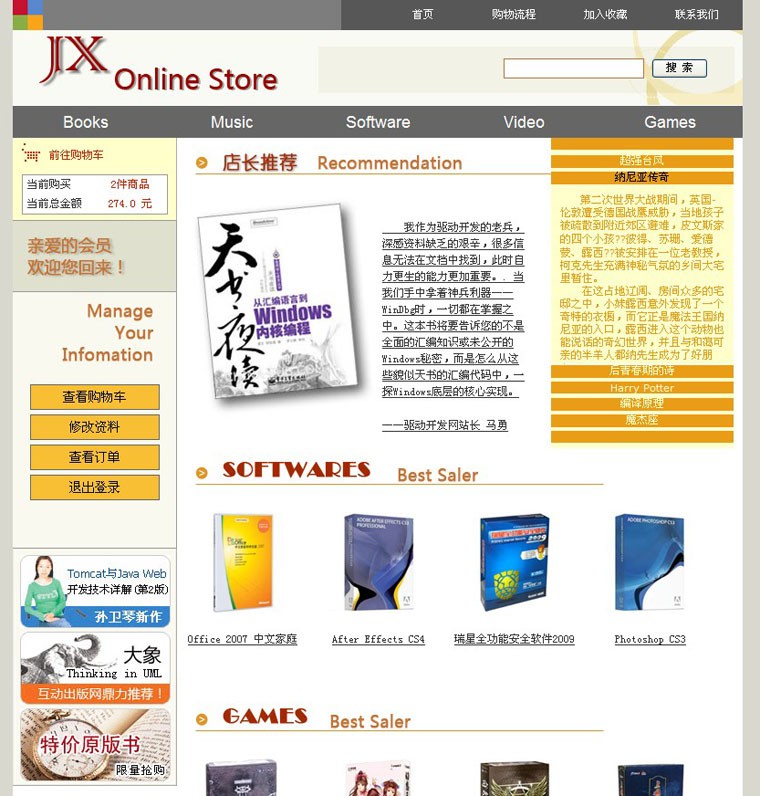 首页 购物流程 加入收藏 联系我们
JX Online Store
搜 索
Books Music Software Video Games
前往购物车
当前购买 2件商品
当前总金额 274.0 元
亲爱的会员
欢迎您回来！
Manage
Your
Infomation
查看购物车
修改资料
查看订单
退出登录
Tomcat与Java Web
开发技术详解(第2版)
孙卫琴新作
大象
Thinking in UML
互动出版网鼎力推荐！
特价原版书
限量抢购
店长推荐 Recommendation
天书夜读
从汇编语言到
Windows
内核编程
我作为驱动开发的老兵，
深感资料缺乏的艰辛，很多信
息无法在文档中找到，此时自
力更生的能力更加重要。. 当
我们手中拿着神兵利器——
WinDbg时，一切都在掌握之
中。这本书将要告诉您的不是
全面的汇编知识或未公开的
Windows秘密，而是怎么从这
些貌似天书的汇编代码中，一
探Windows底层的核心实现。
——驱动开发网站长 马勇
超强台风
纳尼亚传奇
第二次世界大战期间，英国-
伦敦遭受德国战鹰威胁，当地孩子
被疏散到附近郊区避难，皮文斯家
的四个小孩??彼得、苏珊、爱德
蒙、露西??被安排在一位老教授，
柯克先生充满神秘气氛的乡间大宅
里暂住。
在这占地辽阔、房间众多的宅
邸之中，小妹露西意外发现了一个
奇特的衣橱，而它正是魔法王国纳
尼亚的入口，露西进入这个动物也
能说话的奇幻世界，并且与和蔼可
亲的半羊人都纳先生成为了好朋
后青春期的诗
Harry Potter
编译原理
魔杰座
SOFTWARES Best Saler
ADOBE AFTER EFFECTS CS3
PROFESSIONAL
2009
ADOBE PHOTOSHOP CS3
Office 2007 中文家庭
After Effects CS4
瑞星全功能安全软件2009
Photoshop CS3
GAMES Best Saler